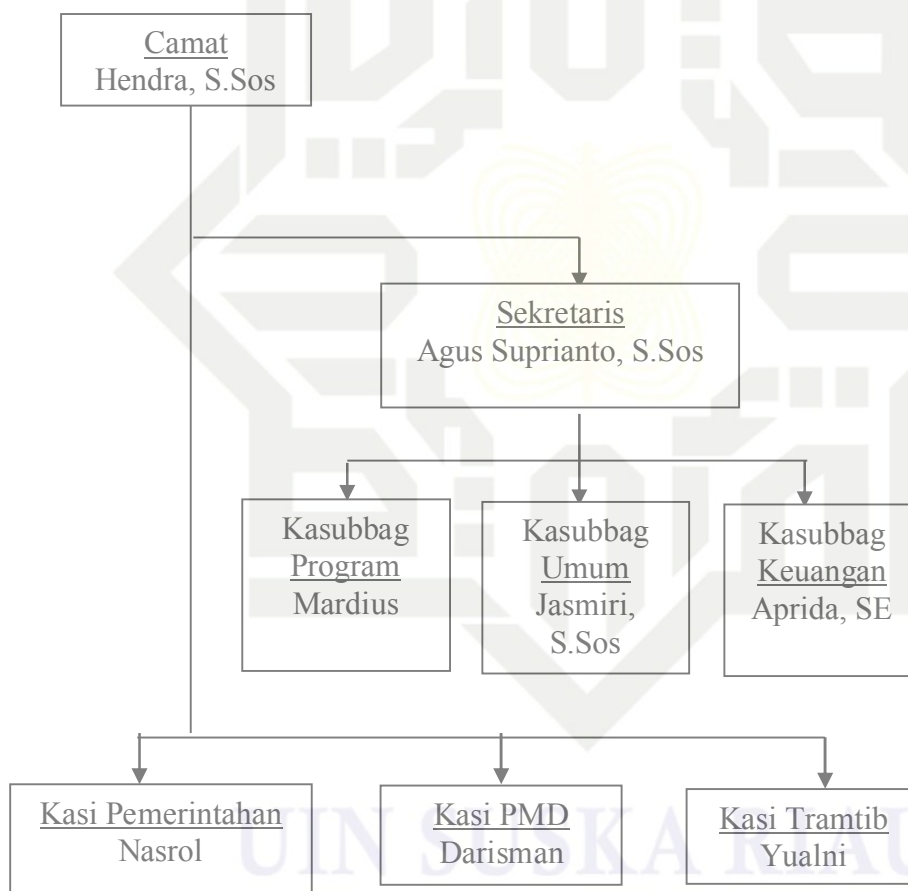 Camat
Hendra, S.Sos
Sekretaris
Agus Suprianto, S.Sos
Kasubbag
Program
Mardius
Kasubbag
Umum
Jasmiri,
S.Sos
Kasubbag
Keuangan
Aprida, SE
Kasi Pemerintahan
Nasrol
Kasi PMD
Darisman
Kasi Tramtib
Yualni
UIN SUSKA RIAU